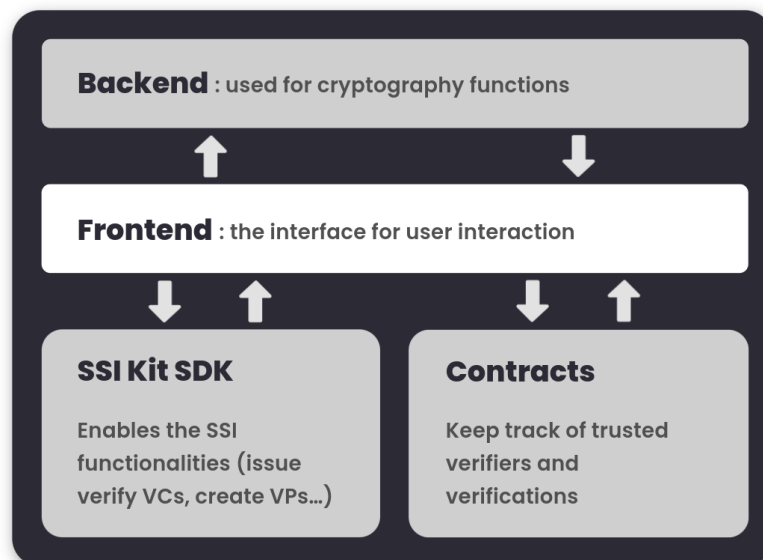 Backend : used for cryptography functions
Frontend : the interface for user interaction
SSI Kit SDK
Enables the SSI
functionalities (issue
verify VCs, create VPs...)
Contracts
Keep track of trusted
verifiers and
verifications